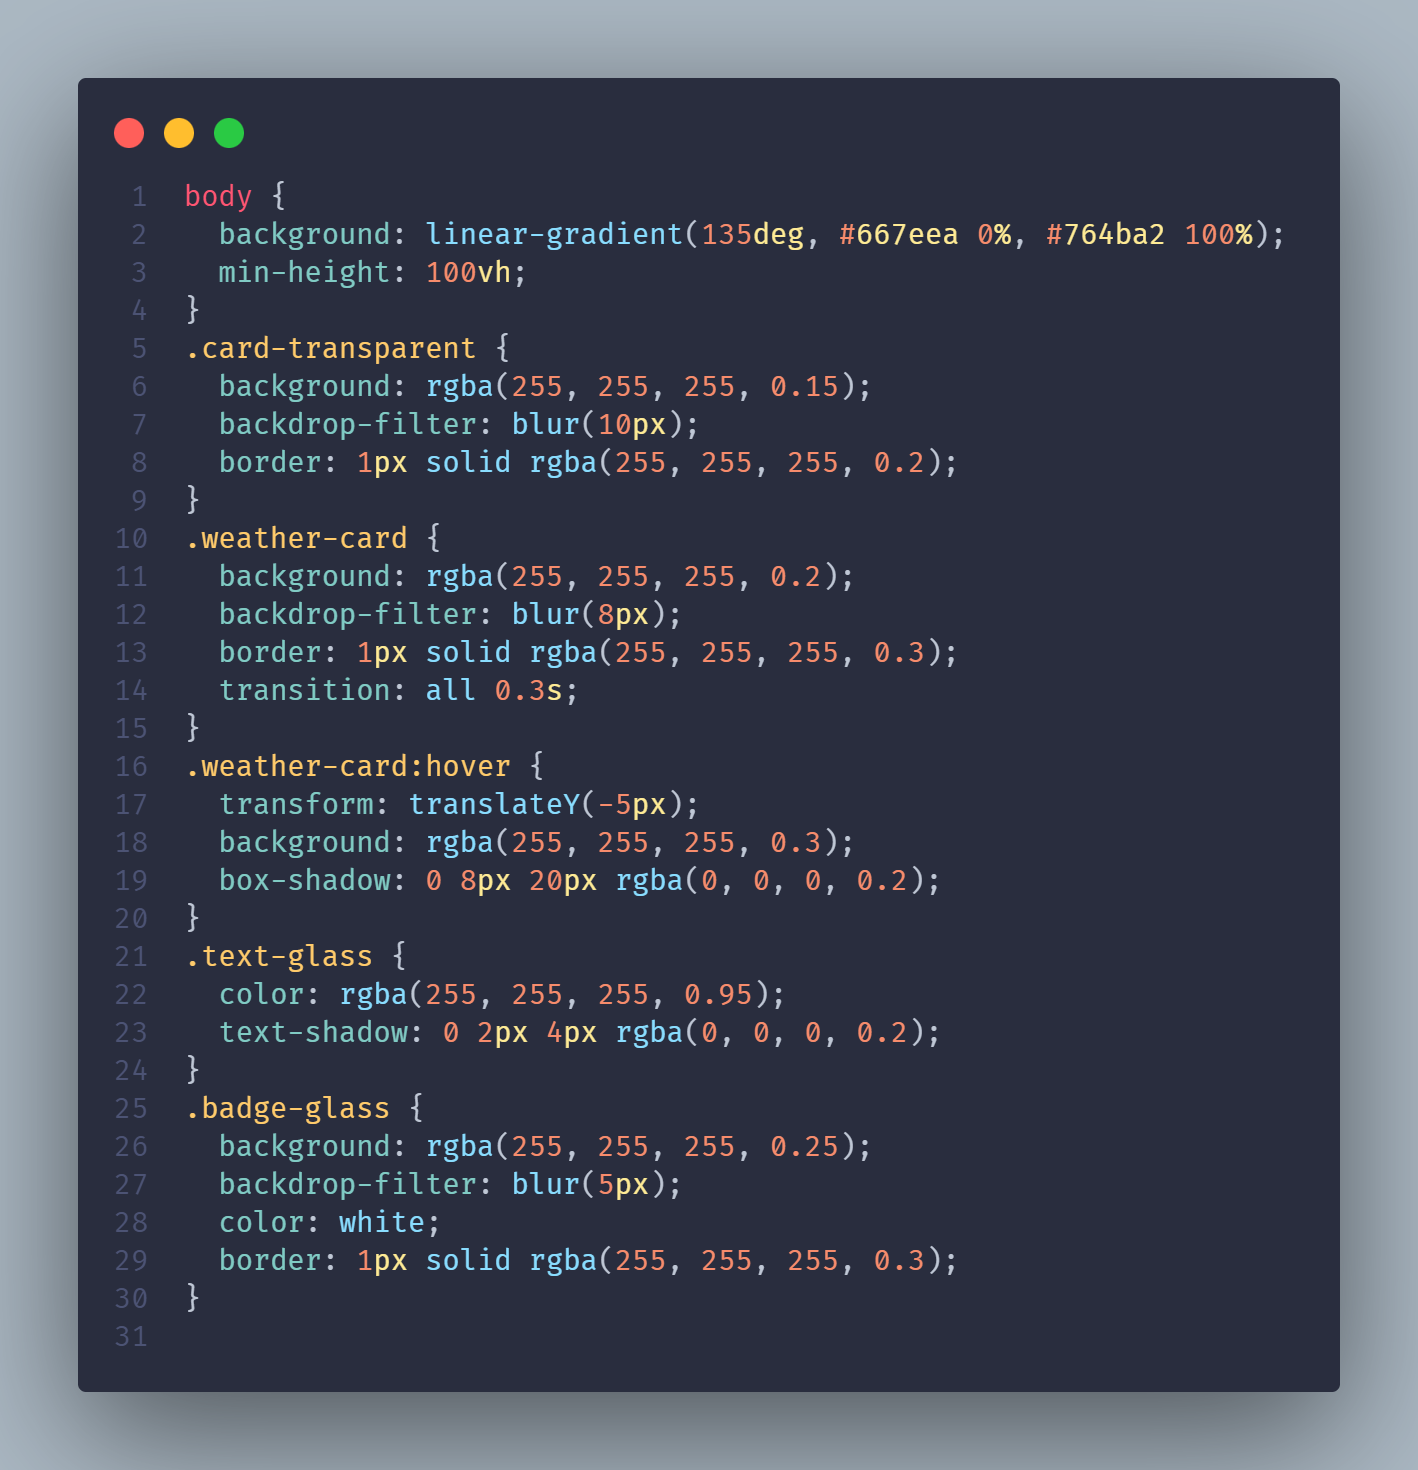 1 body {
2   background: linear-gradient(135deg, #667eea 0%, #764ba2 100%);
3   min-height: 100vh;
4 }
5 .card-transparent {
6   background: rgba(255, 255, 255, 0.15);
7   backdrop-filter: blur(10px);
8   border: 1px solid rgba(255, 255, 255, 0.2);
9 }
10 .weather-card {
11   background: rgba(255, 255, 255, 0.2);
12   backdrop-filter: blur(8px);
13   border: 1px solid rgba(255, 255, 255, 0.3);
14   transition: all 0.3s;
15 }
16 .weather-card:hover {
17   transform: translateY(-5px);
18   background: rgba(255, 255, 255, 0.3);
19   box-shadow: 0 8px 20px rgba(0, 0, 0, 0.2);
20 }
21 .text-glass {
22   color: rgba(255, 255, 255, 0.95);
23   text-shadow: 0 2px 4px rgba(0, 0, 0, 0.2);
24 }
25 .badge-glass {
26   background: rgba(255, 255, 255, 0.25);
27   backdrop-filter: blur(5px);
28   color: white;
29   border: 1px solid rgba(255, 255, 255, 0.3);
30 }
31